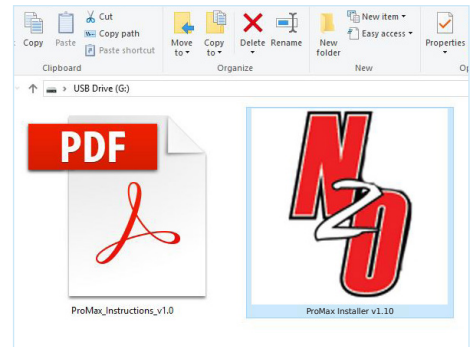 Cut
Copy path
Paste shortcut
Copy
Paste
Clipboard
Move to
Copy to
Delete
Rename
Organize
New folder
New item
Easy access
New
Properties
Op
USB Drive (G:)
PDF
N2O
ProMax_Instructions_v1.0
ProMax Installer v1.10